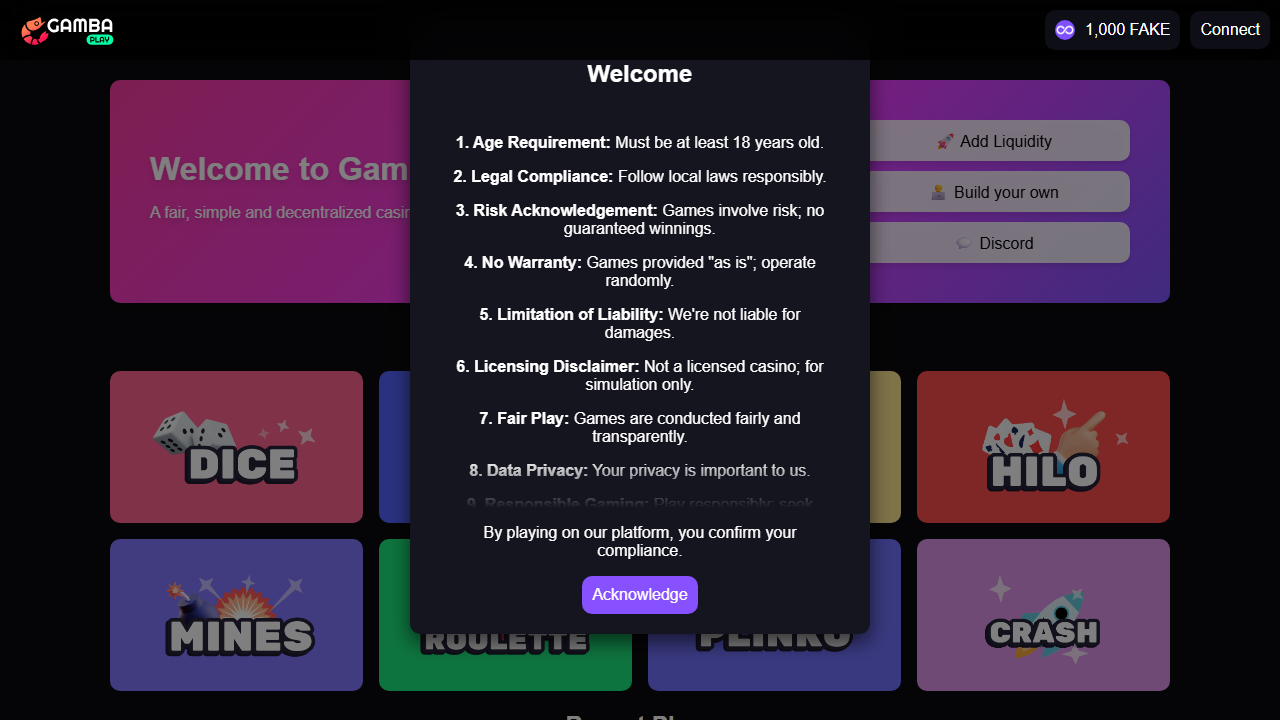 GAMBA
PLAY
1,000 FAKE
Connect
Welcome
1. Age Requirement: Must be at least 18 years old.
2. Legal Compliance: Follow local laws responsibly.
3. Risk Acknowledgement: Games involve risk; no
guaranteed winnings.
4. No Warranty: Games provided "as is"; operate
randomly.
5. Limitation of Liability: We're not liable for
damages.
6. Licensing Disclaimer: Not a licensed casino; for
simulation only.
7. Fair Play: Games are conducted fairly and
transparently.
8. Data Privacy: Your privacy is important to us.
9. Responsible Gaming: Play responsibly; seek
By playing on our platform, you confirm your
compliance.
Acknowledge
Welcome to Gam
A fair, simple and decentralized casin
🚀 Add Liquidity
👨‍💻 Build your own
💬 Discord
DICE
HILO
MINES
ROULETTE
PLINKO
CRASH